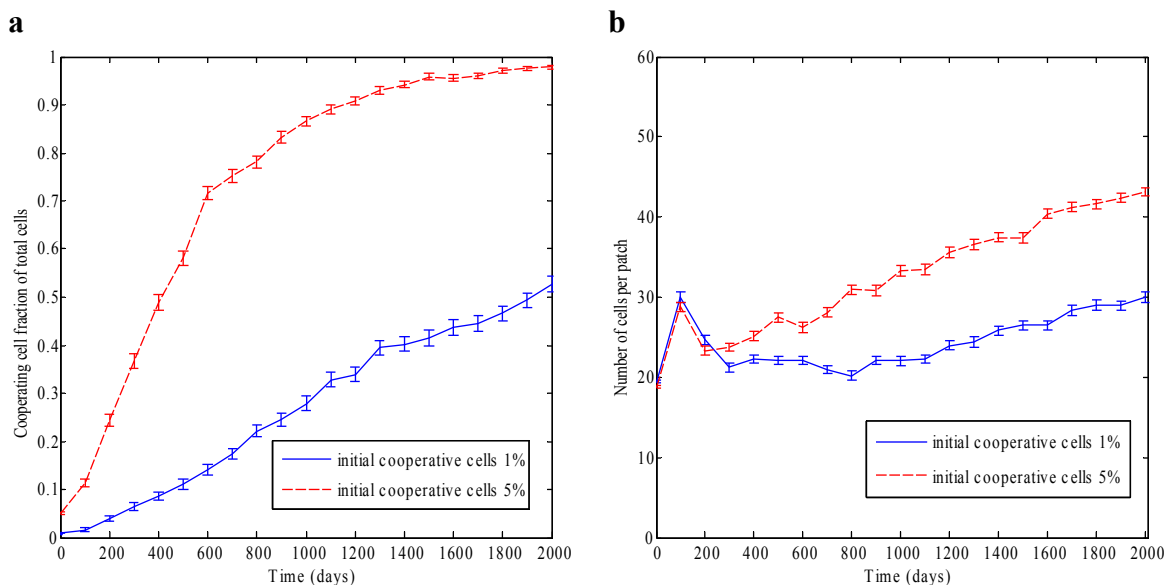 a
1
0.9
0.8
0.7
0.6
0.5
0.4
0.3
0.2
0.1
0
Cooperating cell fraction of total cells
0 200 400 600 800 1000 1200 1400 1600 1800 2000
Time (days)
initial cooperative cells 1%
initial cooperative cells 5%
b
60
50
40
30
20
10
0
Number of cells per patch
0 200 400 600 800 1000 1200 1400 1600 1800 2000
Time (days)
initial cooperative cells 1%
initial cooperative cells 5%